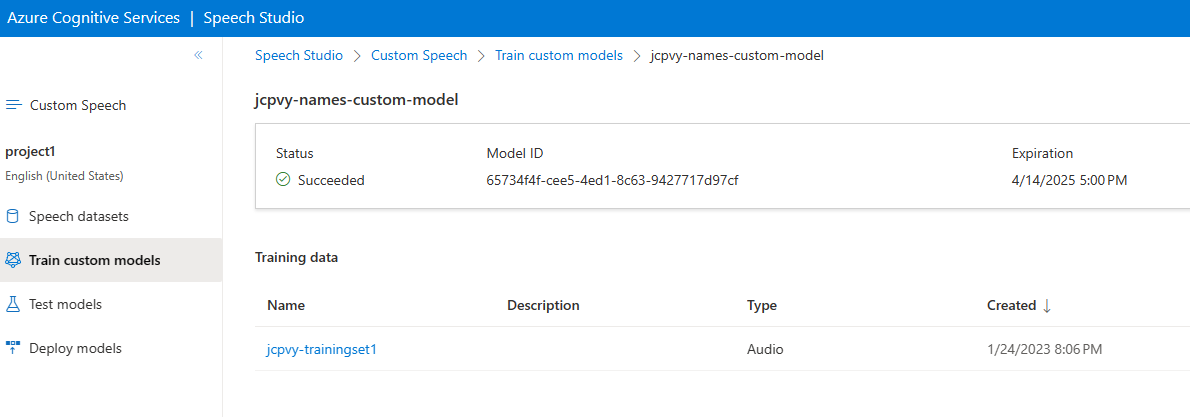 Azure Cognitive Services | Speech Studio
«
Speech Studio > Custom Speech > Train custom models > jcpvy-names-custom-model
Custom Speech
project1
English (United States)
Speech datasets
Train custom models
Test models
Deploy models
jcpvy-names-custom-model
Status Model ID Expiration
Succeeded 65734f4f-cee5-4ed1-8c63-9427717d97cf 4/14/2025 5:00 PM
Training data
Name Description Type Created ↓
jcpvy-trainingset1 Audio 1/24/2023 8:06 PM